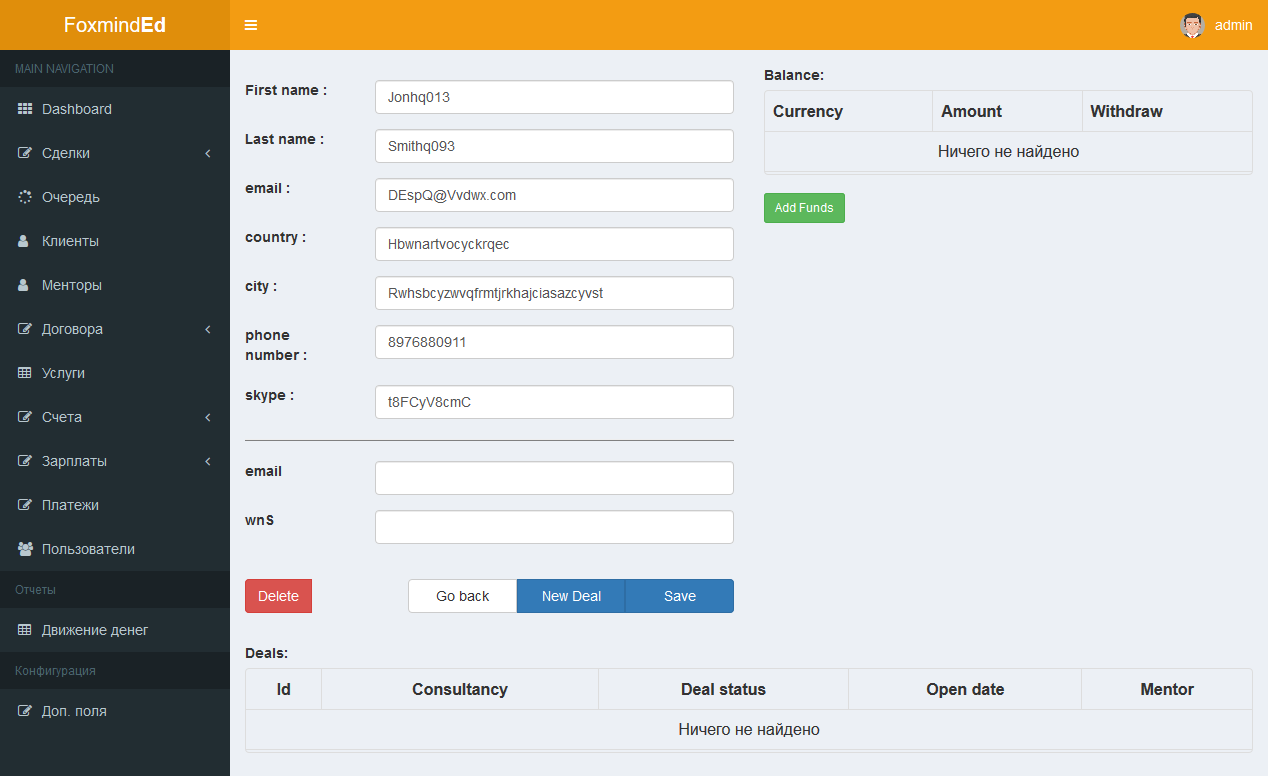 FoxmindEd
admin
MAIN NAVIGATION
Dashboard
Сделки
Очередь
Клиенты
Менторы
Договора
Услуги
Счета
Зарплаты
Платежи
Пользователи
Отчеты
Движение денег
Конфигурация
Доп. поля
First name : Jonhq013
Last name : Smithq093
email : DEspQ@Vvdwx.com
country : Hbwnartvocyckrqec
city : Rwhsbcyzwvqfrmtjrkhajciasazcyvst
phone
number : 8976880911
skype : t8FCyV8cmC
email
wnS
Delete Go back New Deal Save
Balance:
Currency Amount Withdraw
Ничего не найдено
Add Funds
Deals:
Id Consultancy Deal status Open date Mentor
Ничего не найдено